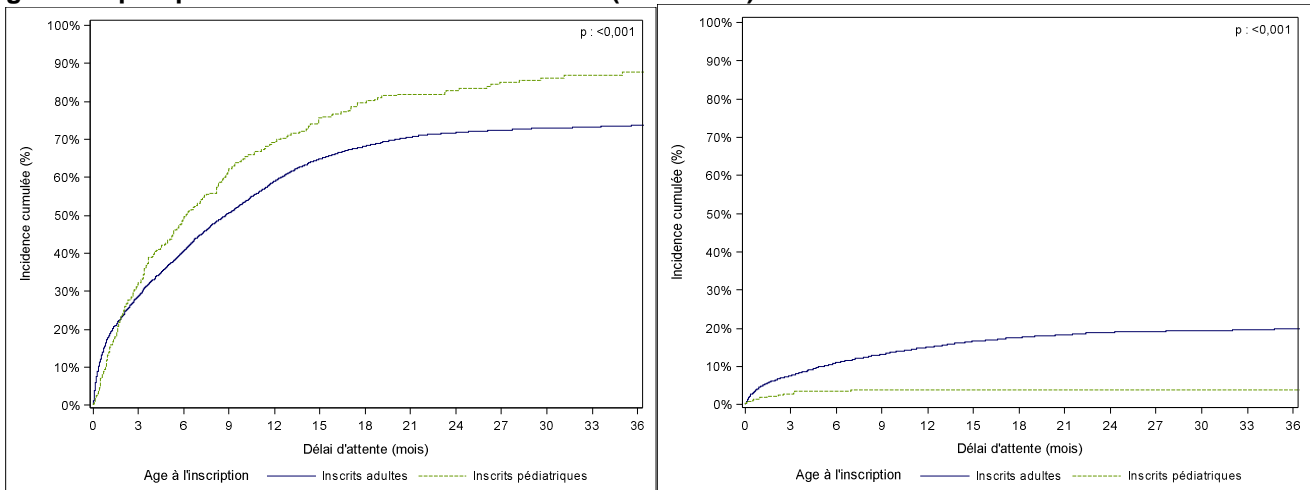 p : <0,001
100%
90%
80%
70%
60%
50%
40%
30%
20%
10%
0%
Incidence cumulée (%)
0 3 6 9 12 15 18 21 24 27 30 33 36
Délai d'attente (mois)
Age à l'inscription Inscrits adultes Inscrits pédiatriques
p : <0,001
100%
90%
80%
70%
60%
50%
40%
30%
20%
10%
0%
Incidence cumulée (%)
0 3 6 9 12 15 18 21 24 27 30 33 36
Délai d'attente (mois)
Age à l'inscription Inscrits adultes Inscrits pédiatriques